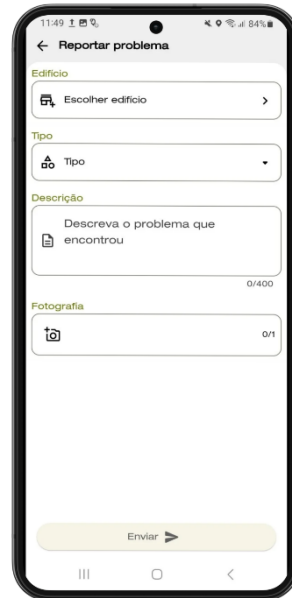 11:49
84%
Reportar problema
Edifício
Escolher edifício
Tipo
Tipo
Descrição
Descreva o problema que
encontrou
0/400
Fotografia
0/1
Enviar